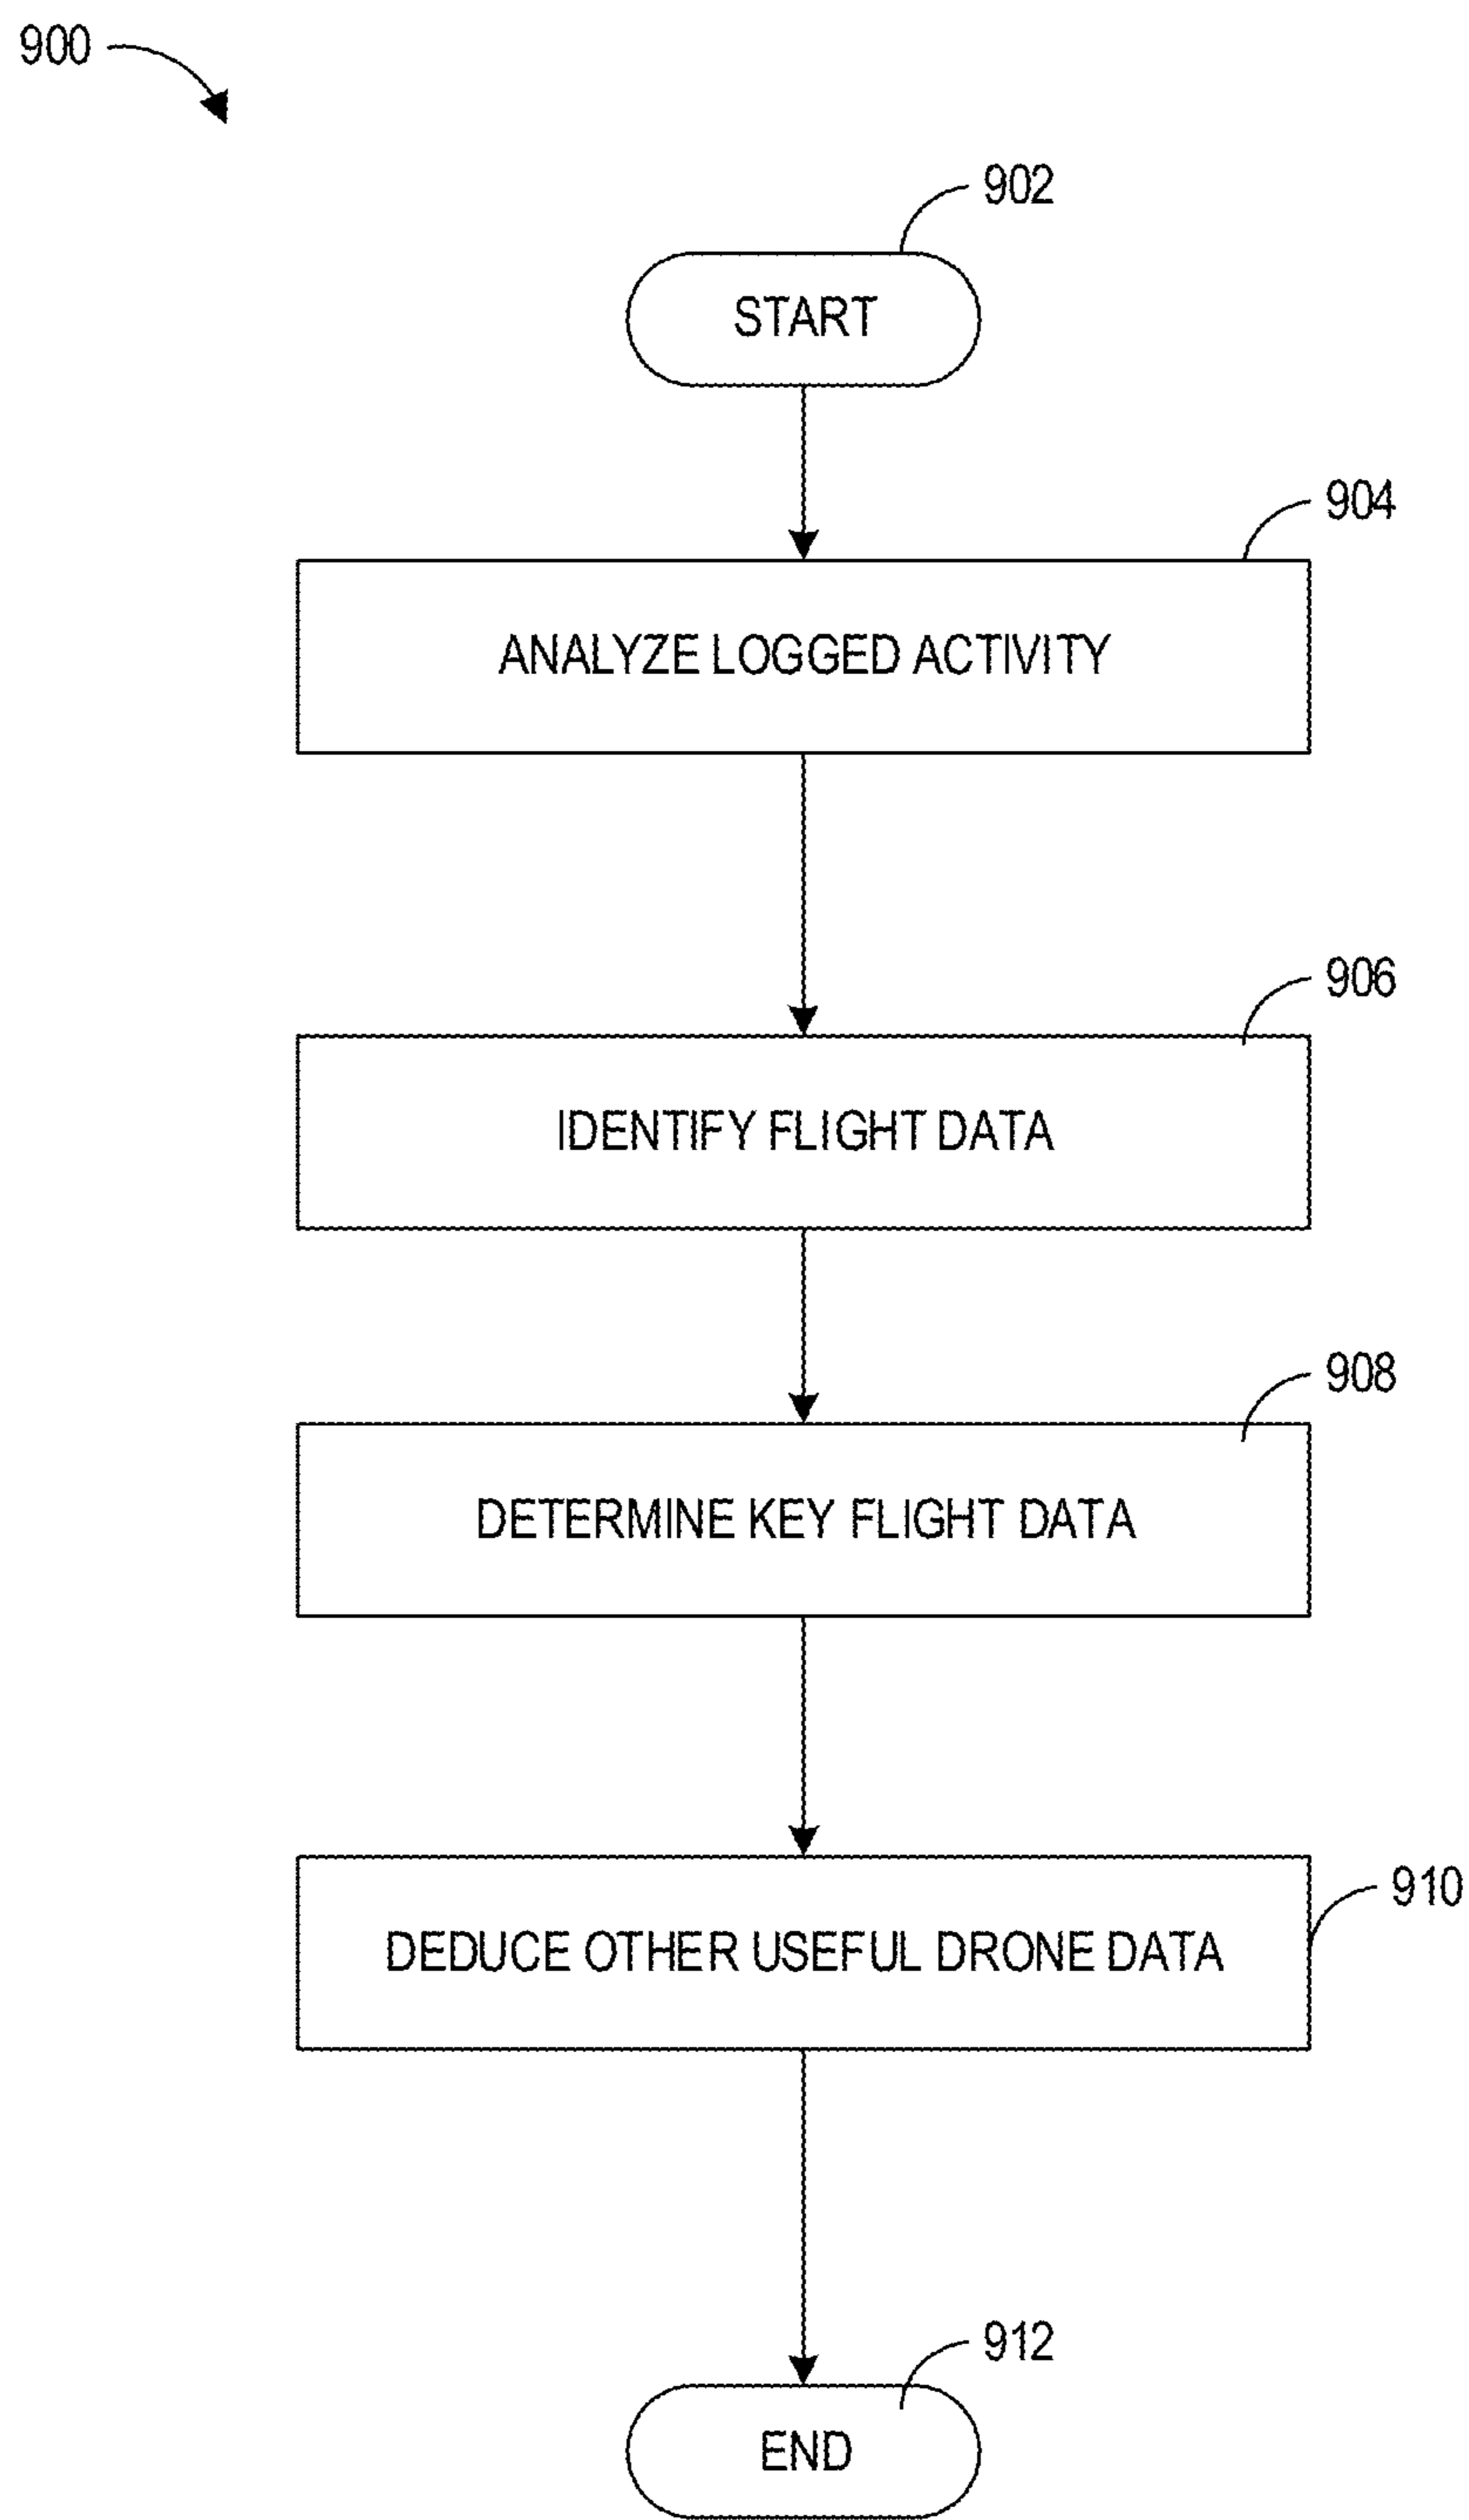 900
902
START
904
ANALYZE LOGGED ACTIVITY
906
IDENTIFY FLIGHT DATA
908
DETERMINE KEY FLIGHT DATA
910
DEDUCE OTHER USEFUL DRONE DATA
912
END